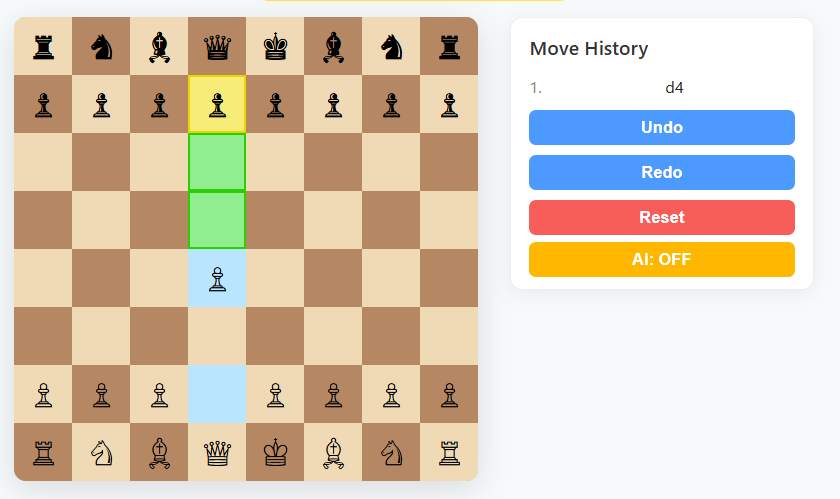 Move History
1. d4
Undo
Redo
Reset
AI: OFF